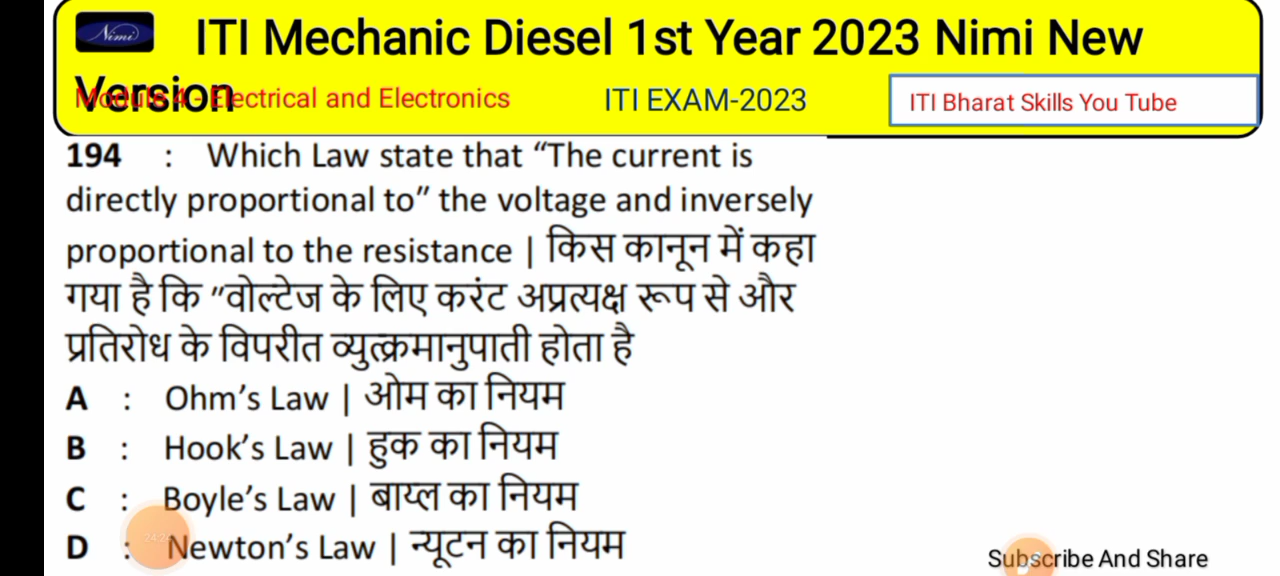 Nimi
ITI Mechanic Diesel 1st Year 2023 Nimi New
Version
Module 4 - Electrical and Electronics
ITI EXAM-2023
ITI Bharat Skills You Tube
194 : Which Law state that “The current is
directly proportional to” the voltage and inversely
proportional to the resistance | किस कानून में कहा
गया है कि ”वोल्टेज के लिए करंट अप्रत्यक्ष रूप से और
प्रतिरोध के विपरीत व्युत्क्रमानुपाती होता है
A : Ohm’s Law | ओम का नियम
B : Hook’s Law | हुक का नियम
C : Boyle’s Law | बाय्ल का नियम
D : Newton’s Law | न्यूटन का नियम
Subscribe And Share